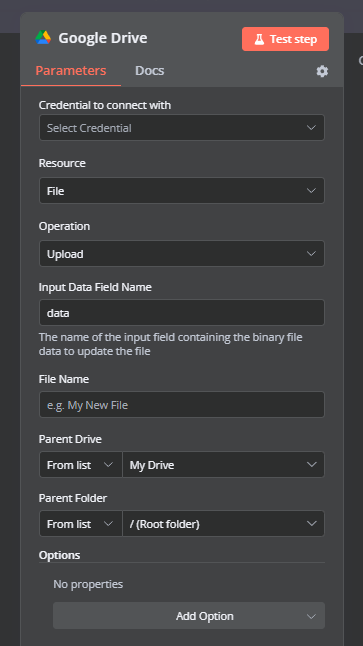 Google Drive
Test step
Parameters Docs
Credential to connect with
Select Credential
Resource
File
Operation
Upload
Input Data Field Name
data
The name of the input field containing the binary file
data to update the file
File Name
e.g. My New File
Parent Drive
From list My Drive
Parent Folder
From list / (Root folder)
Options
No properties
Add Option